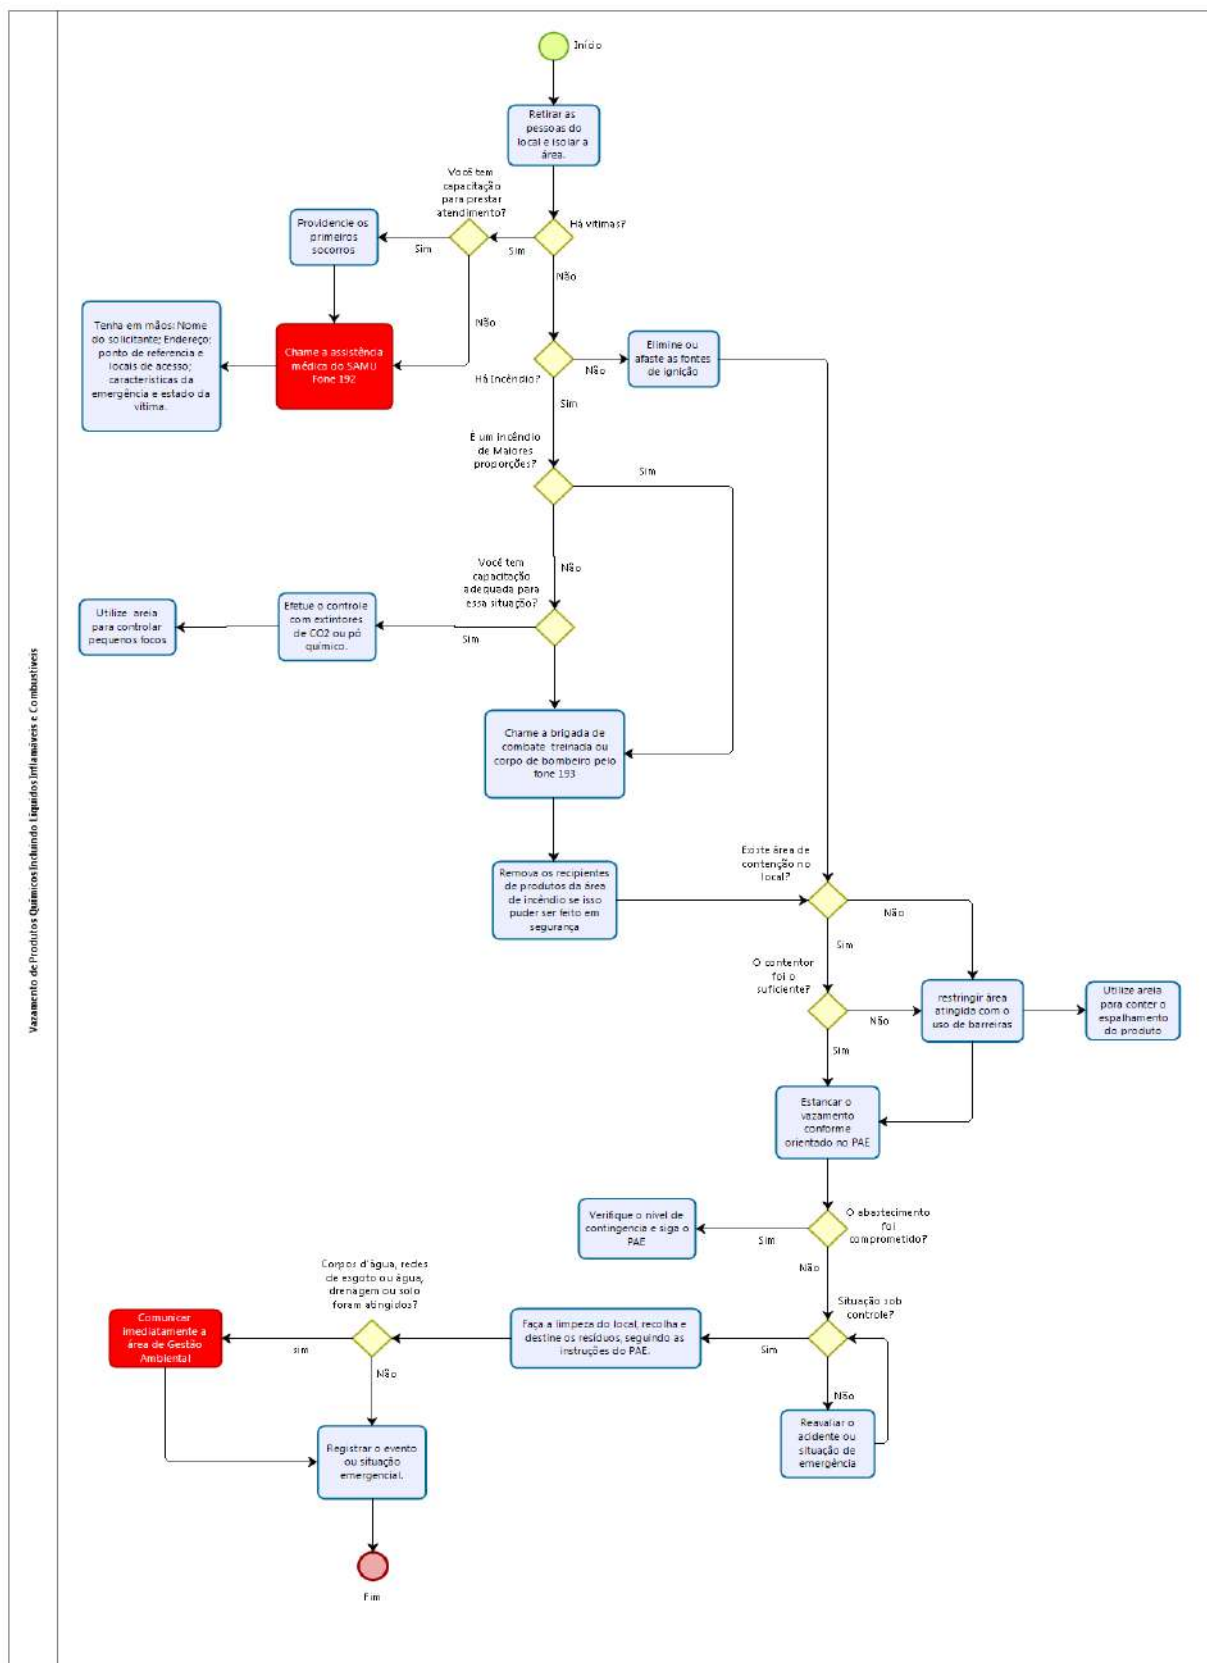 Vazamento de Produtos Químicos Incluindo Líquidos Inflamáveis e Combustíveis
Início
Retirar as
pessoas do
local e isolar a
área.
Você tem
capacitação
para prestar
atendimento?
Há vítimas?
Sim
Sim
Providencie os
primeiros
socorros
Não
Não
Chame a assistência
médica do SAMU
Fone 192
Tenha em mãos: Nome
do solicitante; Endereço;
ponto de referencia e
locais de acesso;
características da
emergência e estado da
vítima.
Há Incêndio?
Não
Elimine ou
afaste as fontes
de ignição
Sim
É um incêndio
de Maiores
proporções?
Sim
Não
Você tem
capacitação
adequada para
essa situação?
Sim
Efetue o controle
com extintores
de CO2 ou pó
químico.
Utilize areia
para controlar
pequenos focos
Chame a brigada de
combate treinada ou
corpo de bombeiro pelo
fone 193
Remova os recipientes
de produtos da área
de incêndio se isso
puder ser feito em
segurança
Existe área de
contenção no
local?
Não
Sim
O contentor
foi o
suficiente?
Não
Sim
restringir área
atingida com o
uso de barreiras
Utilize areia
para conter o
espalhamento
do produto
Estancar o
vazamento
conforme
orientado no PAE
O abastecimento
foi
comprometido?
Sim
Verifique o nível de
contingencia e siga o
PAE
Não
Situação sob
controle?
Sim
Não
Reavaliar o
acidente ou
situação de
emergência
Faça a limpeza do local, recolha e
destine os resíduos, seguindo as
instruções do PAE.
Corpos d'água, redes
de esgoto ou água,
drenagem ou solo
foram atingidos?
sim
Não
Comunicar
imediatamente a
área de Gestão
Ambiental
Registrar o evento
ou situação
emergencial.
Fim